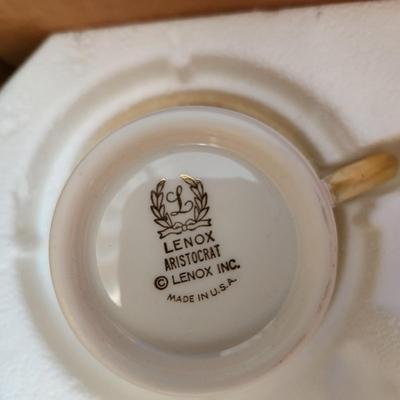 L
LENOX
ARISTOCRAT
© LENOX INC.
MADE IN U.S.A.